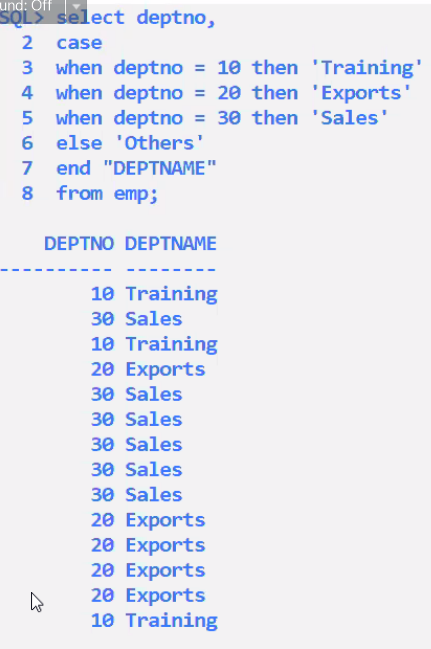 und: Off
SQL> select deptno,
2 case
3 when deptno = 10 then 'Training'
4 when deptno = 20 then 'Exports'
5 when deptno = 30 then 'Sales'
6 else 'Others'
7 end "DEPTNAME"
8 from emp;
DEPTNO DEPTNAME
---------- --------
10 Training
30 Sales
10 Training
20 Exports
30 Sales
30 Sales
30 Sales
30 Sales
30 Sales
20 Exports
20 Exports
20 Exports
20 Exports
10 Training